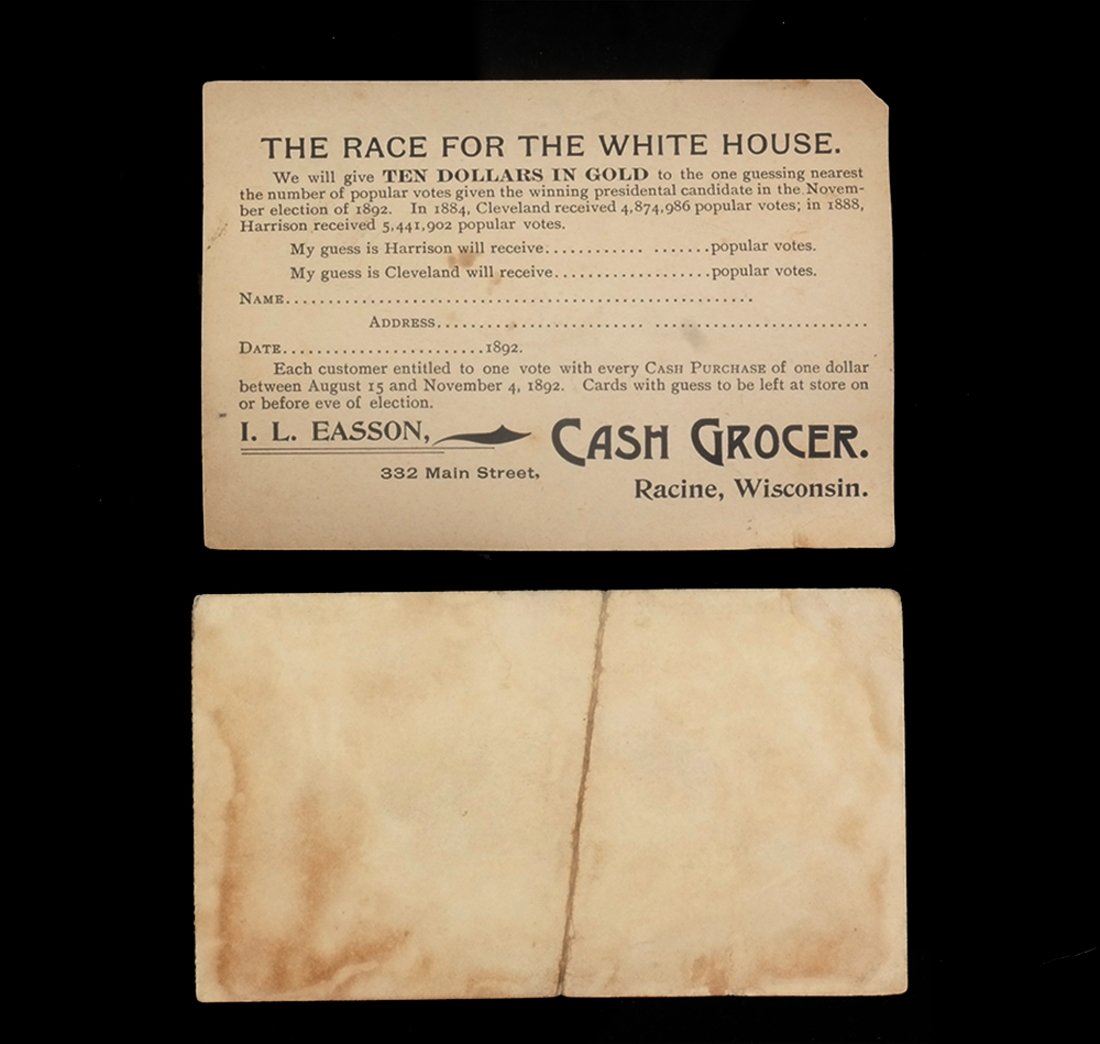 THE RACE FOR THE WHITE HOUSE.
We will give TEN DOLLARS IN GOLD to the one guessing nearest
the number of popular votes given the winning presidental candidate in the Novem-
ber election of 1892. In 1884, Cleveland received 4,874,986 popular votes; in 1888,
Harrison received 5,441,902 popular votes.
My guess is Harrison will receive............ .......popular votes.
My guess is Cleveland will receive...................popular votes.
NAME........................................................
ADDRESS......................... ..........................
DATE........................1892.
Each customer entitled to one vote with every CASH PURCHASE of one dollar
between August 15 and November 4, 1892. Cards with guess to be left at store on
or before eve of election.
I. L. EASSON, CASH GROCER.
332 Main Street,
Racine, Wisconsin.